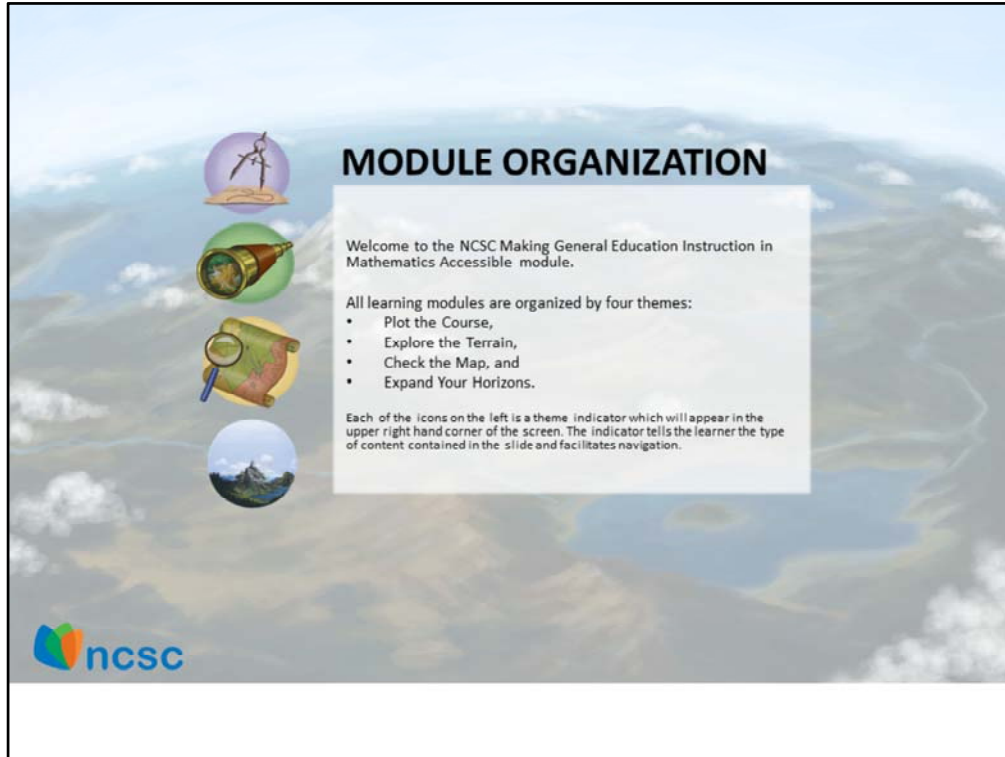 MODULE ORGANIZATION
Welcome to the NCSC Making General Education Instruction in
Mathematics Accessible module.
All learning modules are organized by four themes:
• Plot the Course,
• Explore the Terrain,
• Check the Map, and
• Expand Your Horizons.
Each of the icons on the left is a theme indicator which will appear in the
upper right hand corner of the screen. The indicator tells the learner the type
of content contained in the slide and facilitates navigation.
ncsc